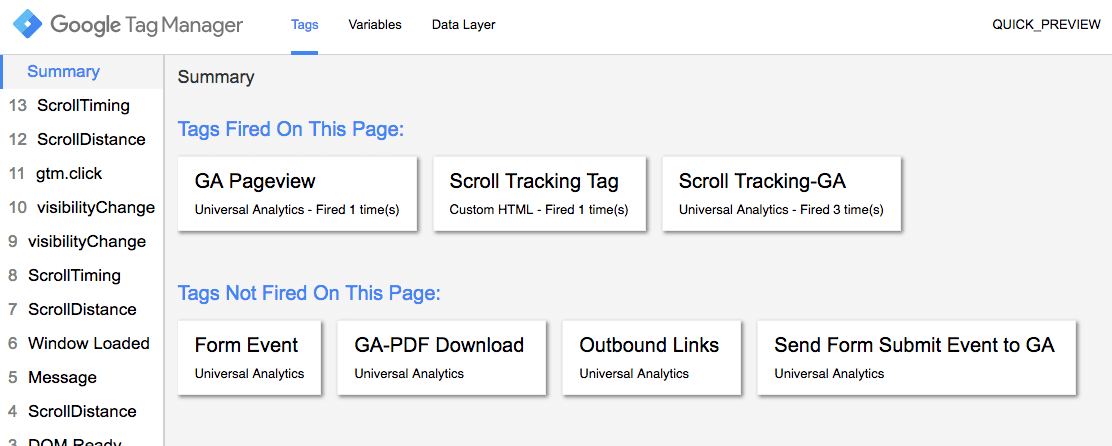 Google Tag Manager Tags Variables Data Layer QUICK_PREVIEW
Summary
13 ScrollTiming
12 ScrollDistance
11 gtm.click
10 visibilityChange
9 visibilityChange
8 ScrollTiming
7 ScrollDistance
6 Window Loaded
5 Message
4 ScrollDistance
3 DOM Ready
Summary
Tags Fired On This Page:
GA Pageview
Universal Analytics - Fired 1 time(s)
Scroll Tracking Tag
Custom HTML - Fired 1 time(s)
Scroll Tracking-GA
Universal Analytics - Fired 3 time(s)
Tags Not Fired On This Page:
Form Event
Universal Analytics
GA-PDF Download
Universal Analytics
Outbound Links
Universal Analytics
Send Form Submit Event to GA
Universal Analytics